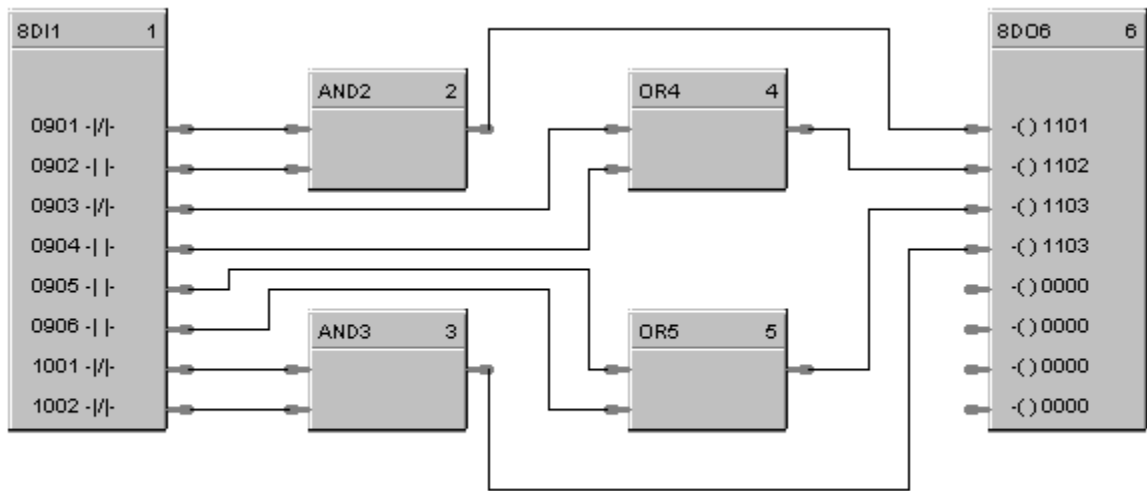 8DI1 1
0901 -|/|-
0902 -| |-
0903 -|/|-
0904 -| |-
0905 -| |-
0906 -| |-
1001 -|/|-
1002 -|/|-
AND2 2
AND3 3
OR4 4
OR5 5
8DO6 6
-( ) 1101
-( ) 1102
-( ) 1103
-( ) 1103
-( ) 0000
-( ) 0000
-( ) 0000
-( ) 0000